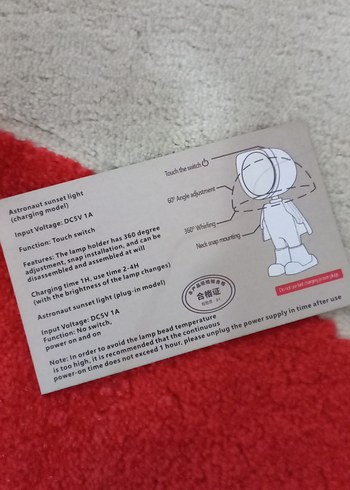 Astronaut sunset light
(charging model)
Input Voltage: DC5V 1A
Function: Touch switch
Features: The lamp holder has 360 degree
adjustment, snap installation, and can be
disassembled and assembled at will
Charging time 1H, use time 2-4H
(with the brightness of the lamp changes)
Astronaut sunset light (plug-in model)
Input Voltage: DC5V 1A
Function: No switch,
power on and on
Note: In order to avoid the lamp bead temperature
is too high, it is recommended that the continuous
power-on time does not exceed 1 hour, please unplug the power supply in time after use
Touch the switch
60° Angle adjustment
360° Whirling
Neck snap mounting
合格证
Do not use fast charging